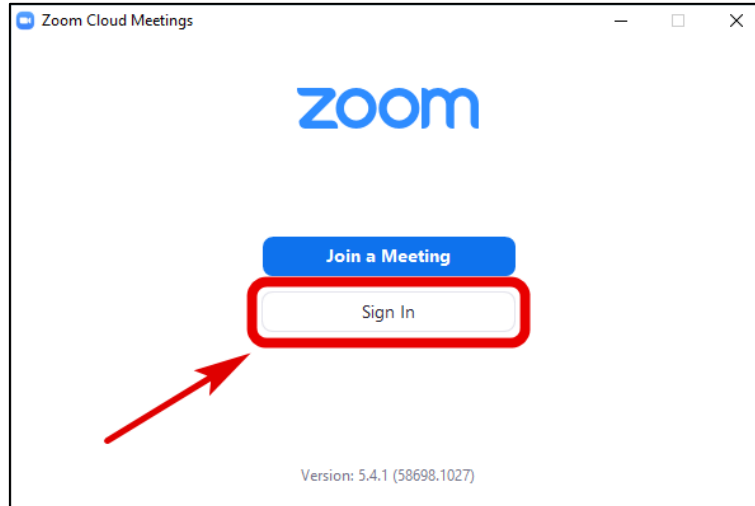 Zoom Cloud Meetings
zoom
Join a Meeting
Sign In
Version: 5.4.1 (58698.1027)